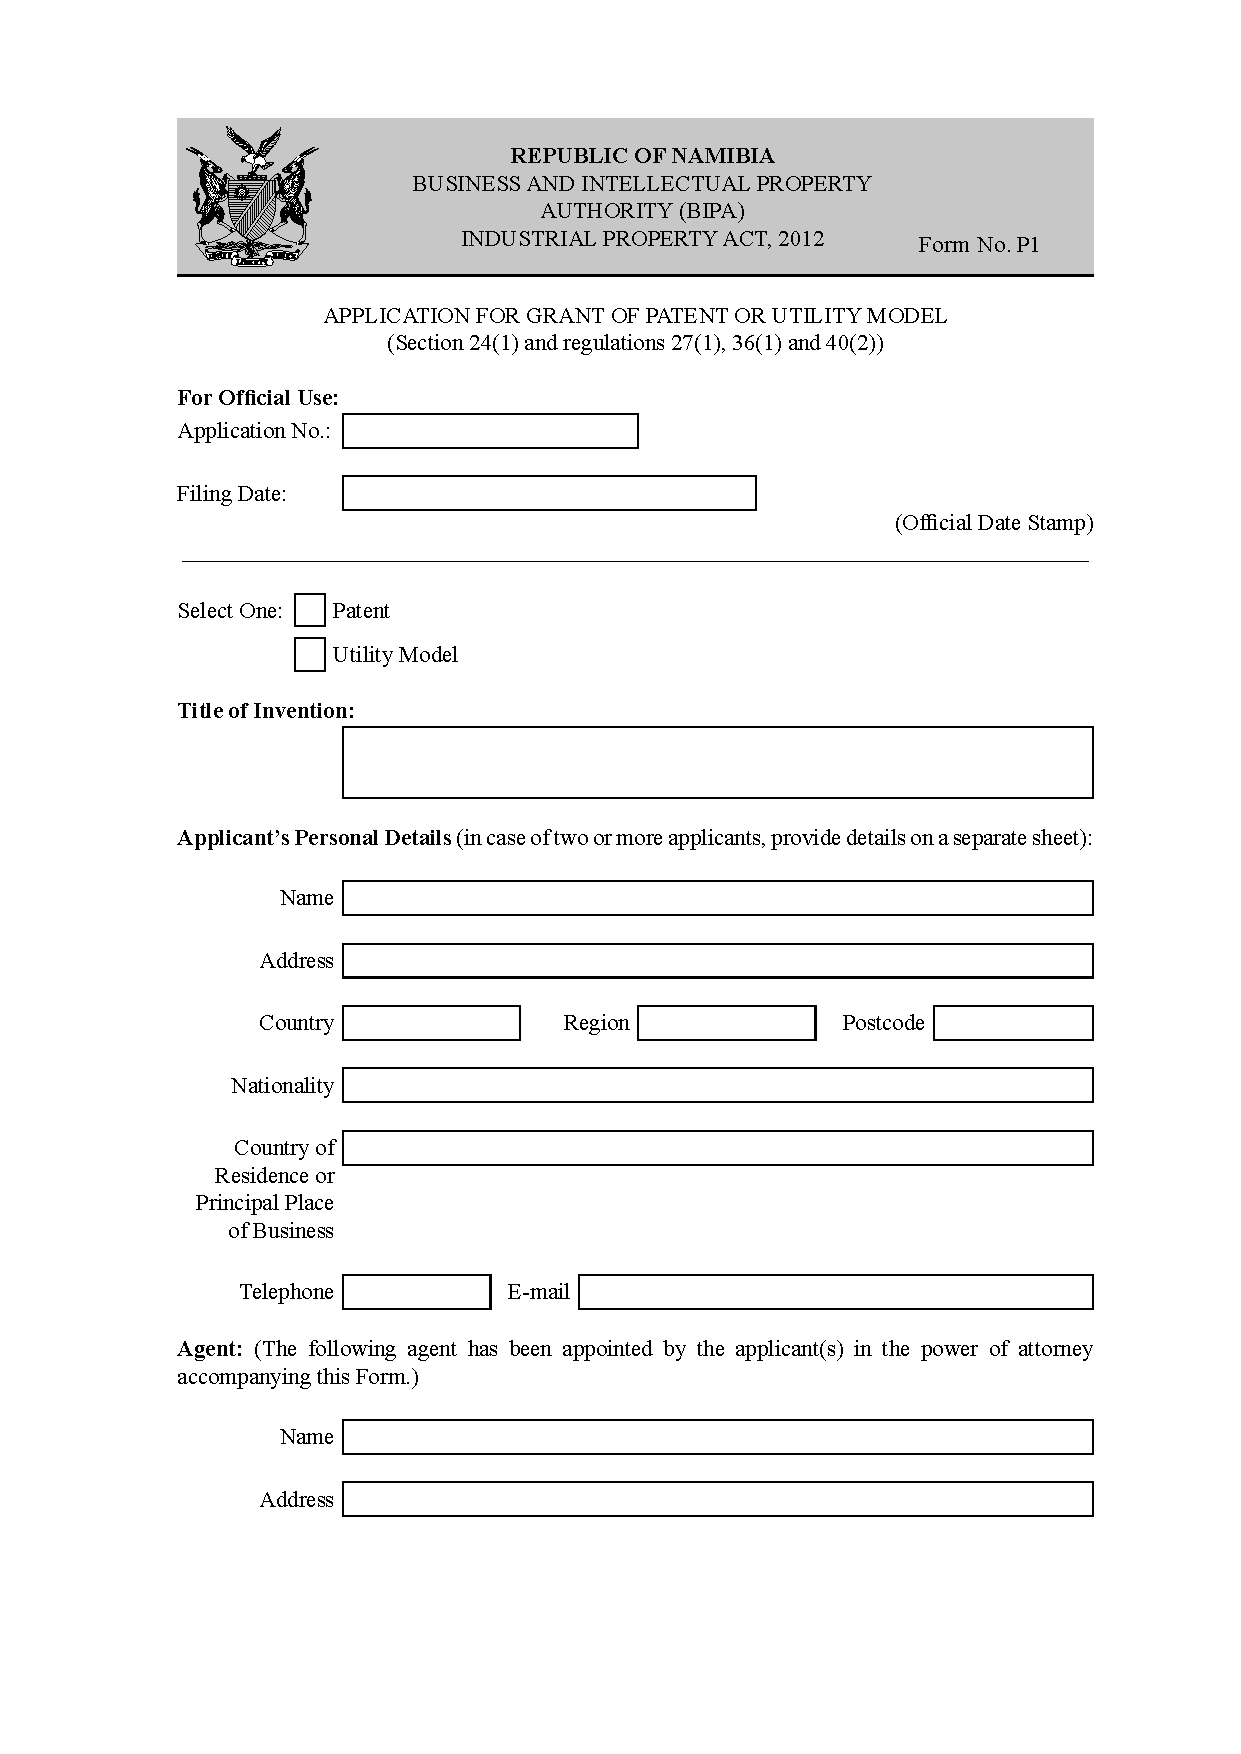 REPUBLIC OF NAMIBIA
BUSINESS AND INTELLECTUAL PROPERTY
AUTHORITY (BIPA)
INDUSTRIAL PROPERTY ACT, 2012
Form No. P1
APPLICATION FOR GRANT OF PATENT OR UTILITY MODEL
(Section 24(1) and regulations 27(1), 36(1) and 40(2))
For Official Use:
Application No.:
Filing Date:
(Official Date Stamp)
Select One: Patent
Utility Model
Title of Invention:
Applicant’s Personal Details (in case of two or more applicants, provide details on a separate sheet):
Name
Address
Country Region Postcode
Nationality
Country of
Residence or
Principal Place
of Business
Telephone E-mail
Agent: (The following agent has been appointed by the applicant(s) in the power of attorney
accompanying this Form.)
Name
Address